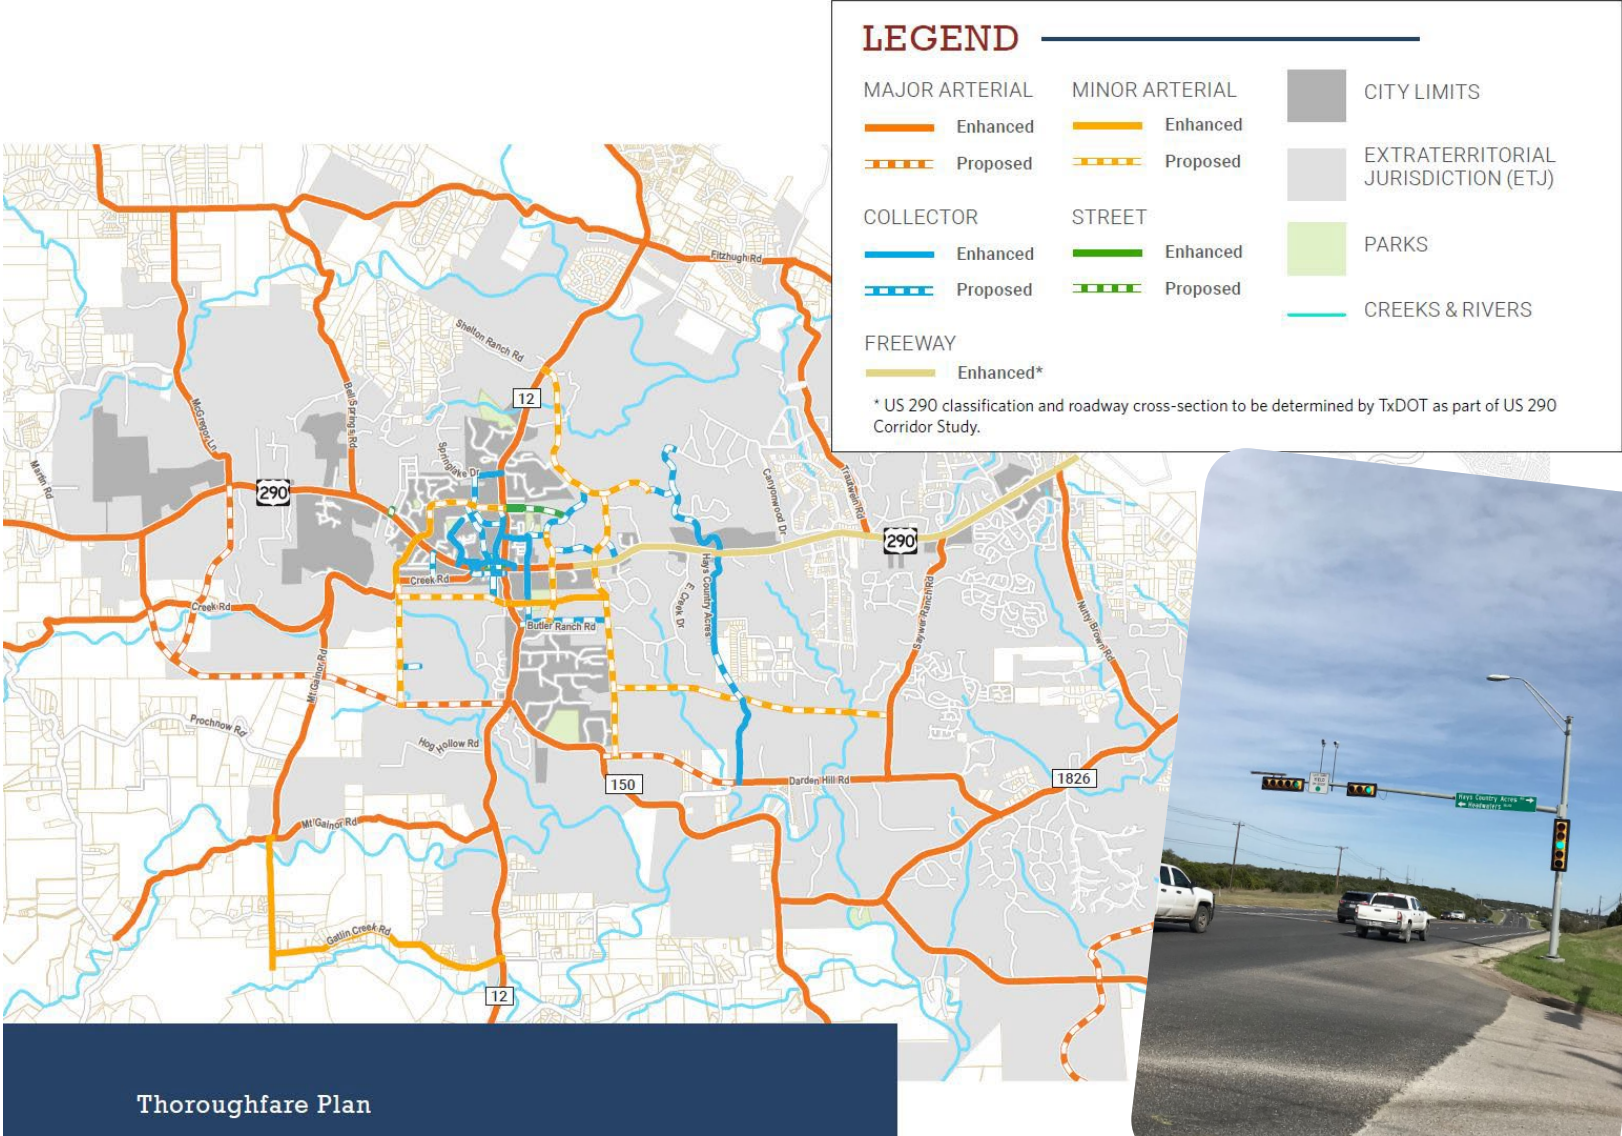 LEGEND
MAJOR ARTERIAL
Enhanced
Proposed
MINOR ARTERIAL
Enhanced
Proposed
COLLECTOR
Enhanced
Proposed
STREET
Enhanced
Proposed
FREEWAY
Enhanced*
CITY LIMITS
EXTRATERRITORIAL
JURISDICTION (ETJ)
PARKS
CREEKS & RIVERS
* US 290 classification and roadway cross-section to be determined by TxDOT as part of US 290
Corridor Study.
Fitzhugh Rd
Shelton Ranch Rd
12
Bell Springs Rd
McGregor Ln
Martin Rd
Springlake Dr
290
Canyonwood Dr
Trautwein Rd
290
Creek Rd
Creek Rd
Hays Country Acres
E Creek Dr
Sawyer Ranch Rd
Nutty Brown Rd
Butler Ranch Rd
Mt Gainor Rd
Prochnow Rd
Hog Hollow Rd
150
Darden Hill Rd
1826
Mt Gainor Rd
Gatlin Creek Rd
12
Hays Country Acres
Headwaters
Thoroughfare Plan